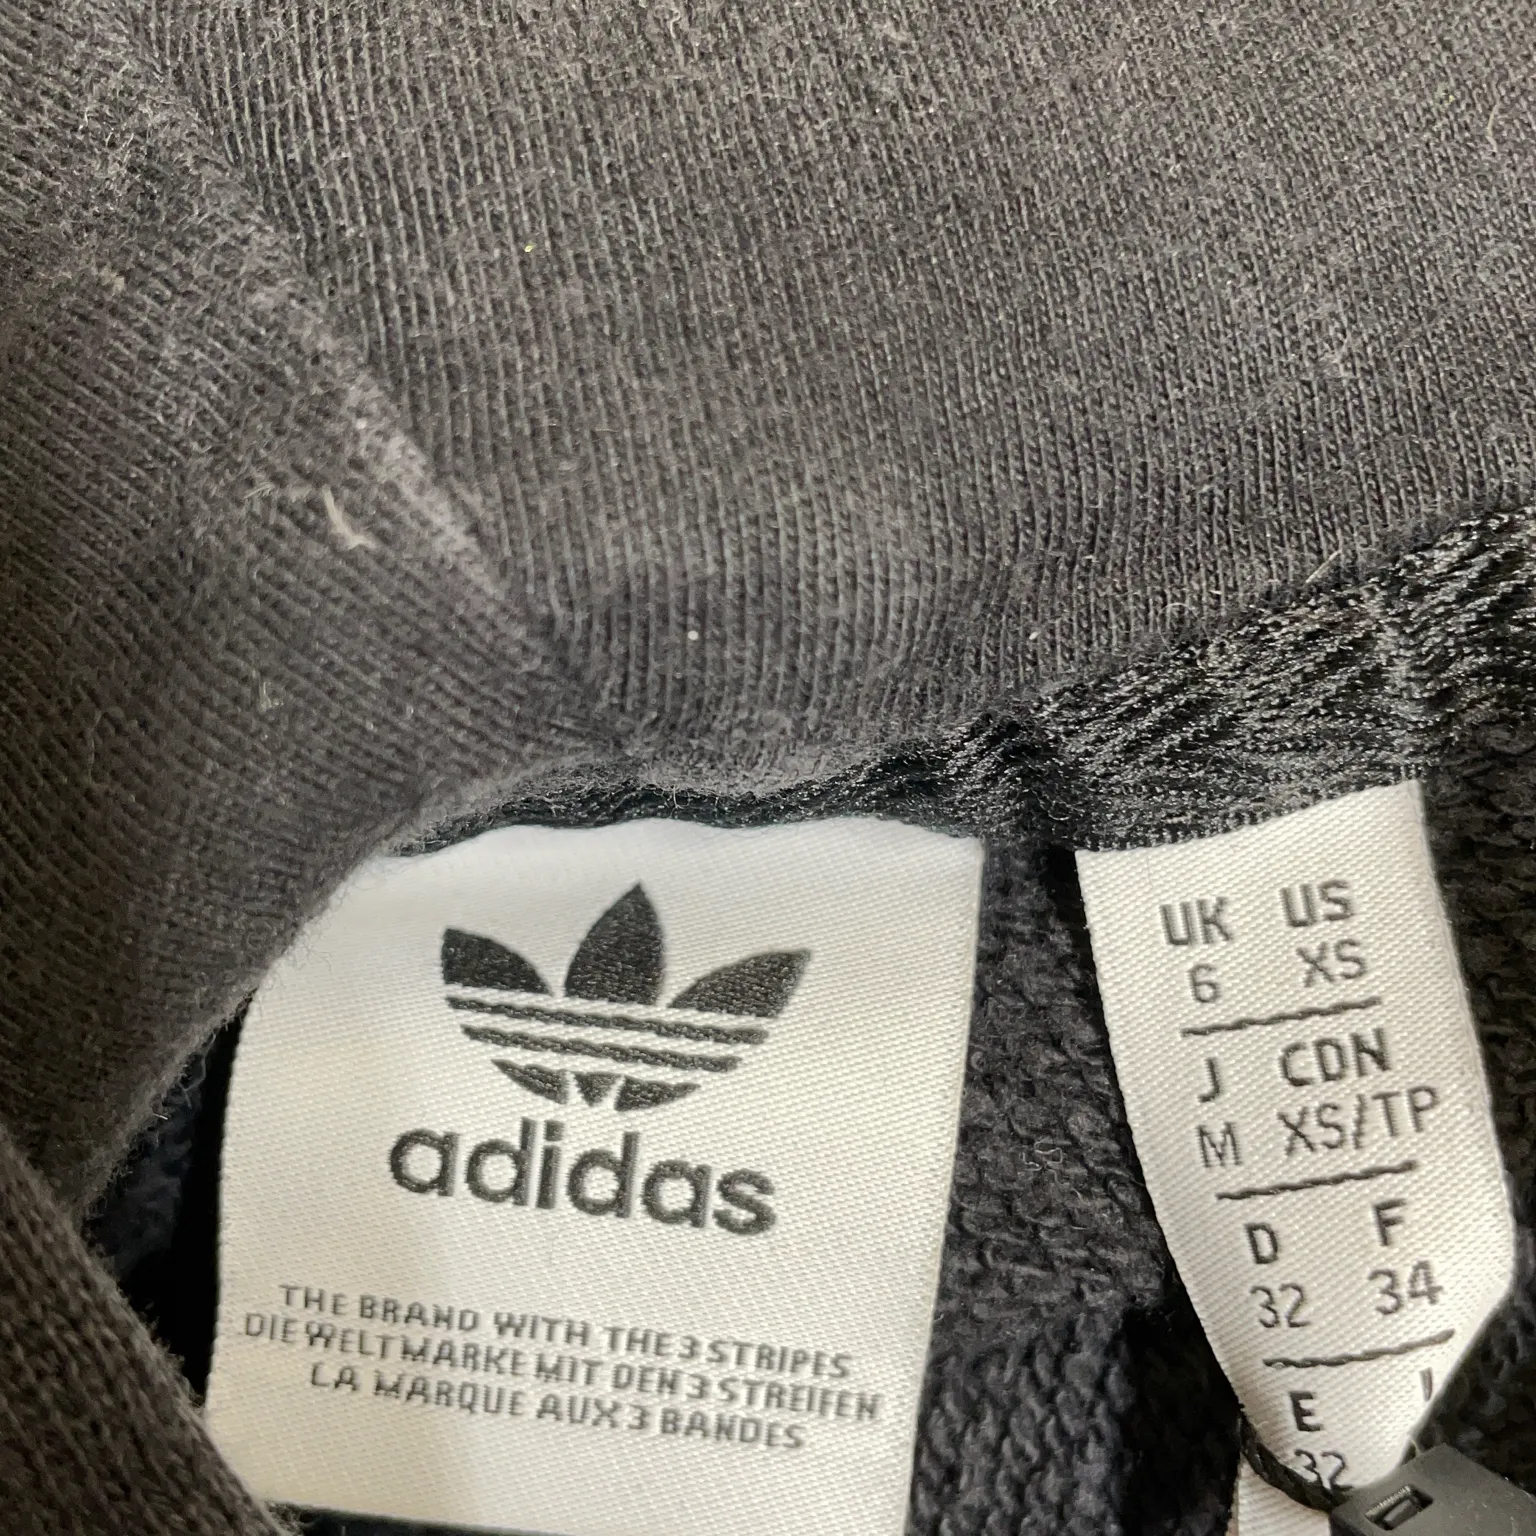 adidas
THE BRAND WITH THE 3 STRIPES
DIE WELTMARKE MIT DEN 3 STREIFEN
LA MARQUE AUX 3 BANDES
UK US
6 XS
J CDN
M XS/TP
D F
32 34
E I
32